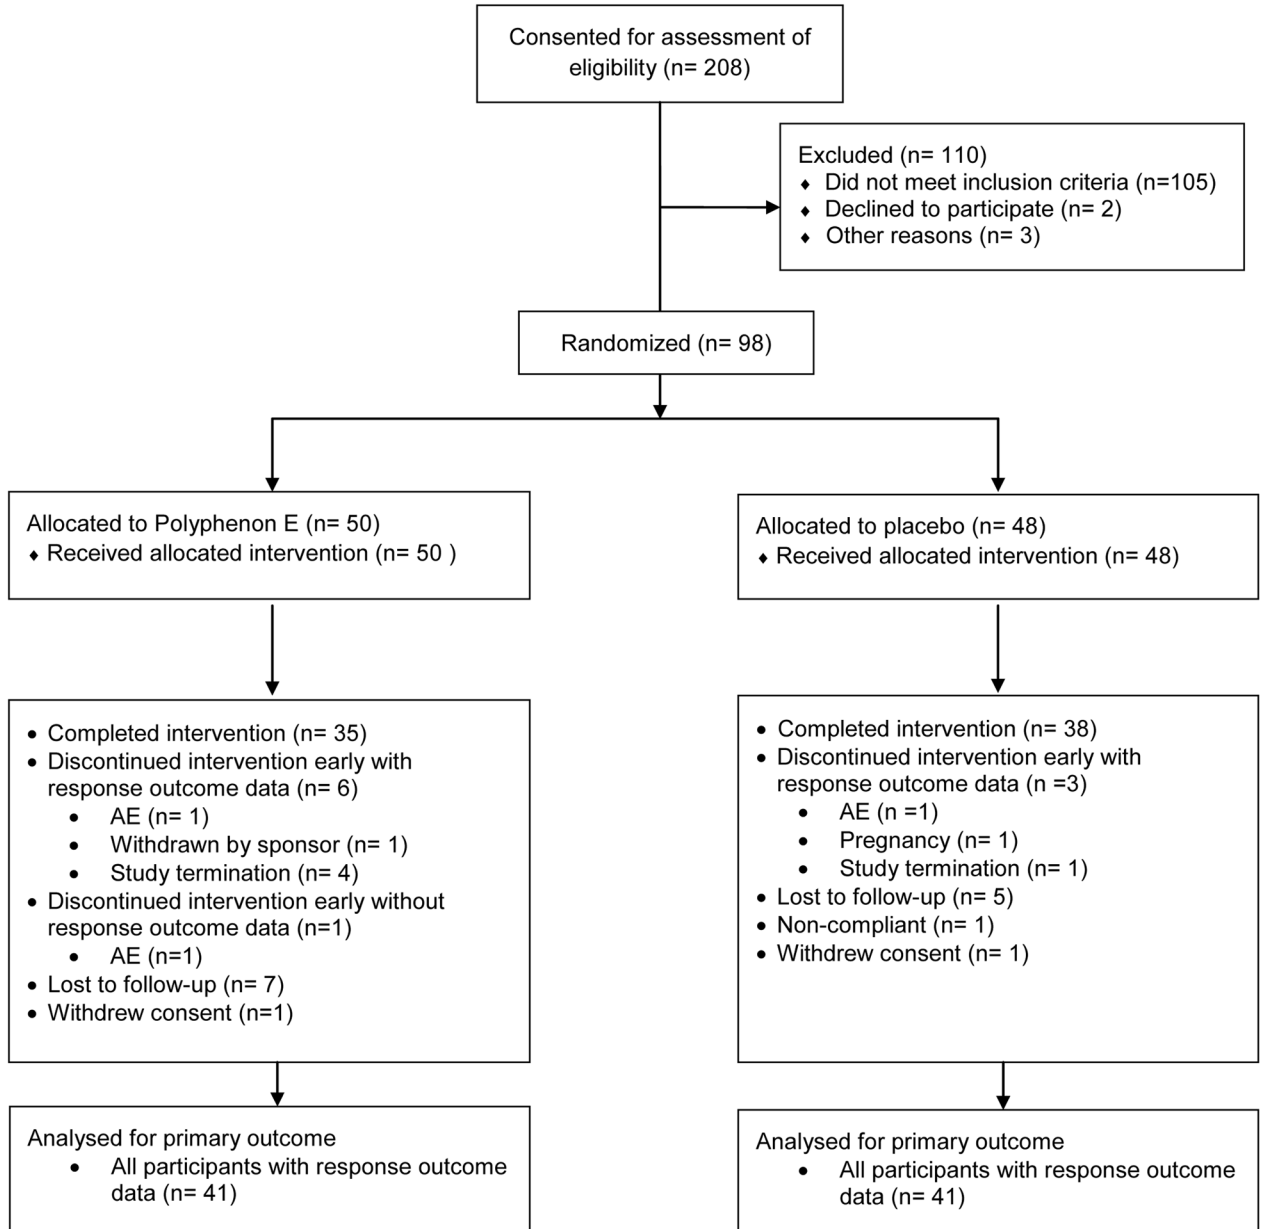 Consented for assessment of
eligibility (n= 208)
Excluded (n= 110)
♦ Did not meet inclusion criteria (n=105)
♦ Declined to participate (n= 2)
♦ Other reasons (n= 3)
Randomized (n= 98)
Allocated to Polyphenon E (n= 50)
♦ Received allocated intervention (n= 50 )
Allocated to placebo (n= 48)
♦ Received allocated intervention (n= 48)
• Completed intervention (n= 35)
• Discontinued intervention early with
response outcome data (n= 6)
• AE (n= 1)
• Withdrawn by sponsor (n= 1)
• Study termination (n= 4)
• Discontinued intervention early without
response outcome data (n=1)
• AE (n=1)
• Lost to follow-up (n= 7)
• Withdrew consent (n=1)
• Completed intervention (n= 38)
• Discontinued intervention early with
response outcome data (n =3)
• AE (n =1)
• Pregnancy (n= 1)
• Study termination (n= 1)
• Lost to follow-up (n= 5)
• Non-compliant (n= 1)
• Withdrew consent (n= 1)
Analysed for primary outcome
• All participants with response outcome
data (n= 41)
Analysed for primary outcome
• All participants with response outcome
data (n= 41)